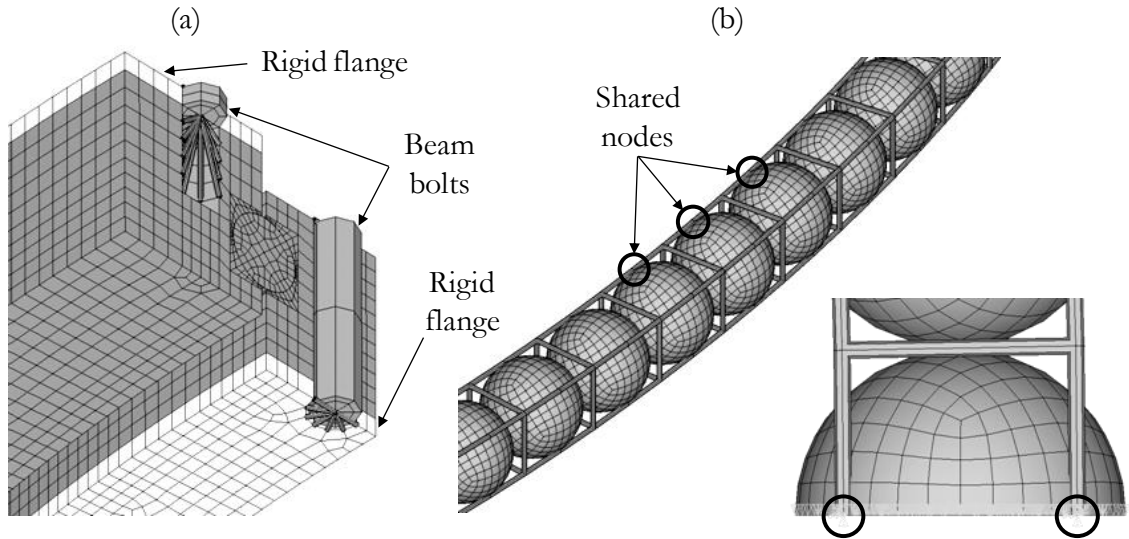 (a)
Rigid flange
Beam
bolts
Rigid
flange
(b)
Shared
nodes